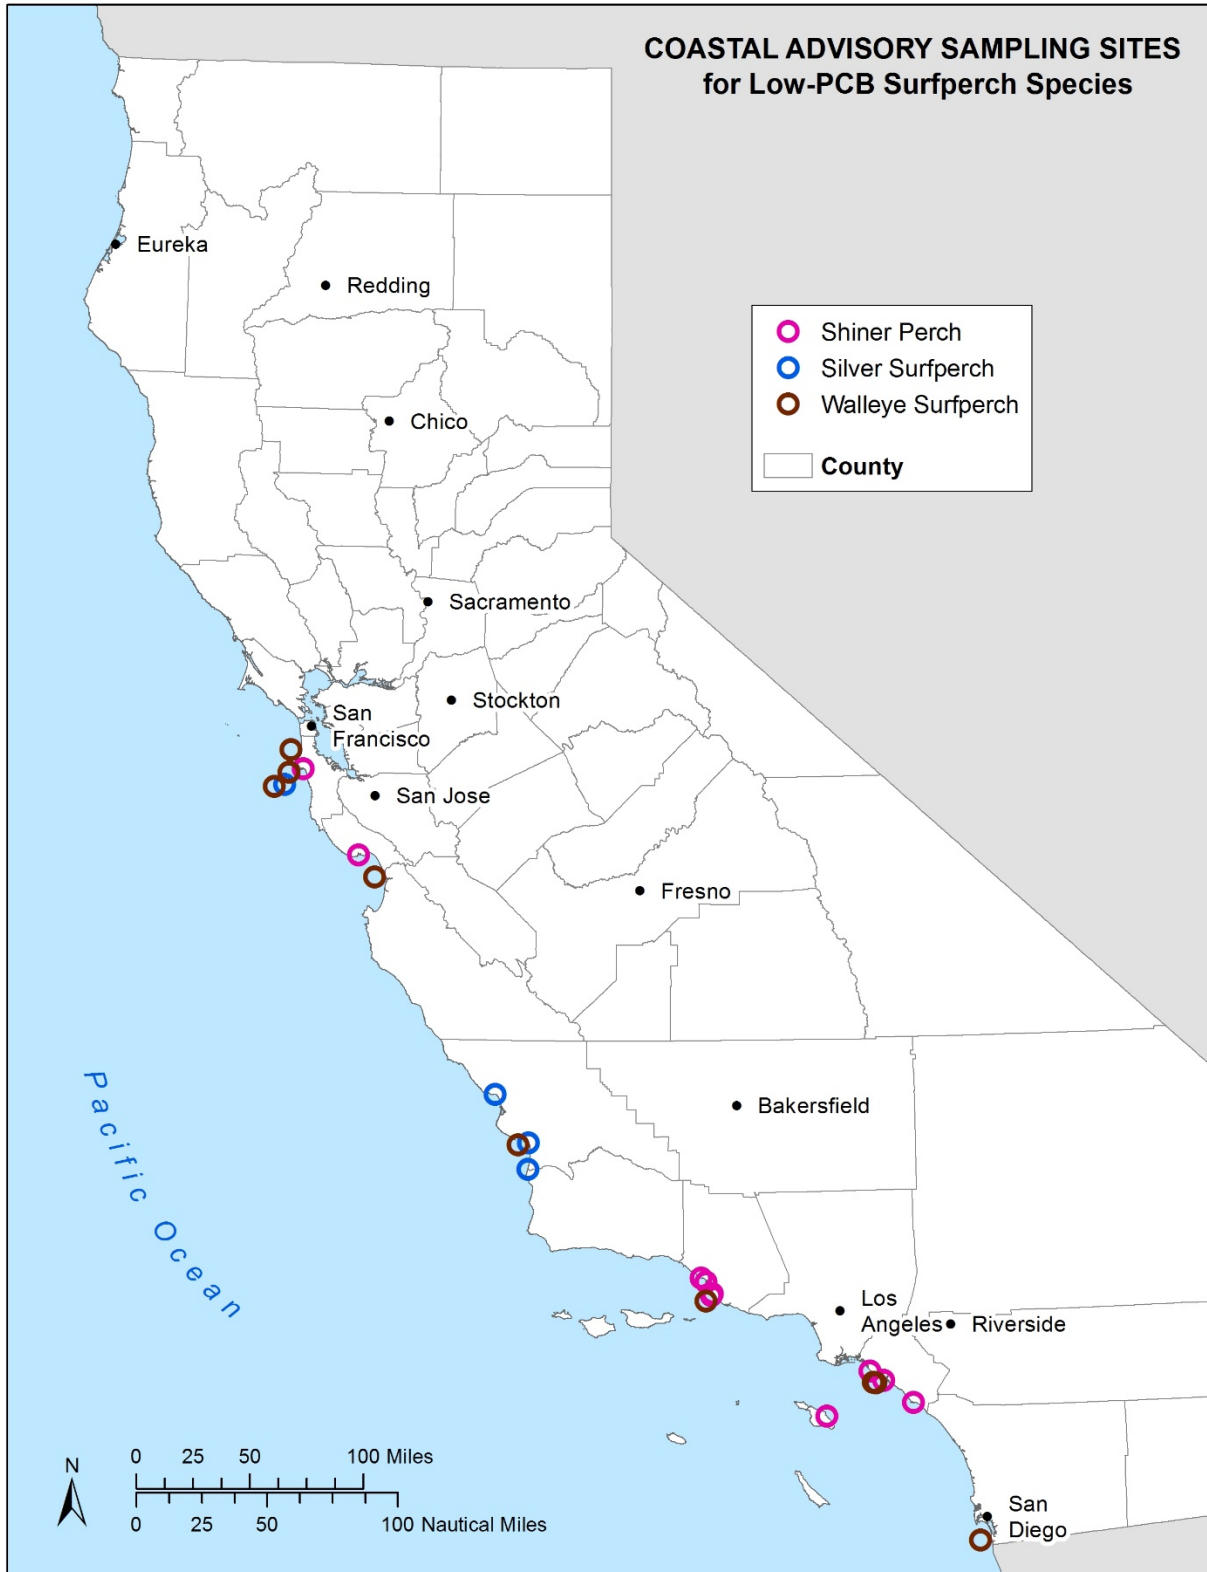 COASTAL ADVISORY SAMPLING SITES
for Low-PCB Surfperch Species
Eureka
Redding
Shiner Perch
Silver Surfperch
Walleye Surfperch
County
Chico
Sacramento
Stockton
San
Francisco
San Jose
Fresno
Bakersfield
Pacific Ocean
Los
Angeles
Riverside
San
Diego
N
0 25 50 100 Miles
0 25 50 100 Nautical Miles